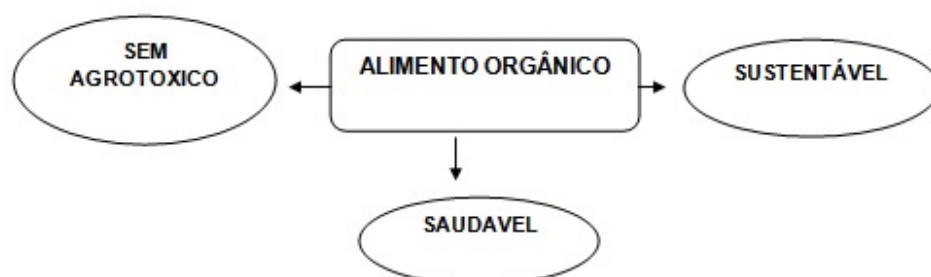 SEM
AGROTOXICO
ALIMENTO ORGÂNICO
SUSTENTÁVEL
SAUDAVEL